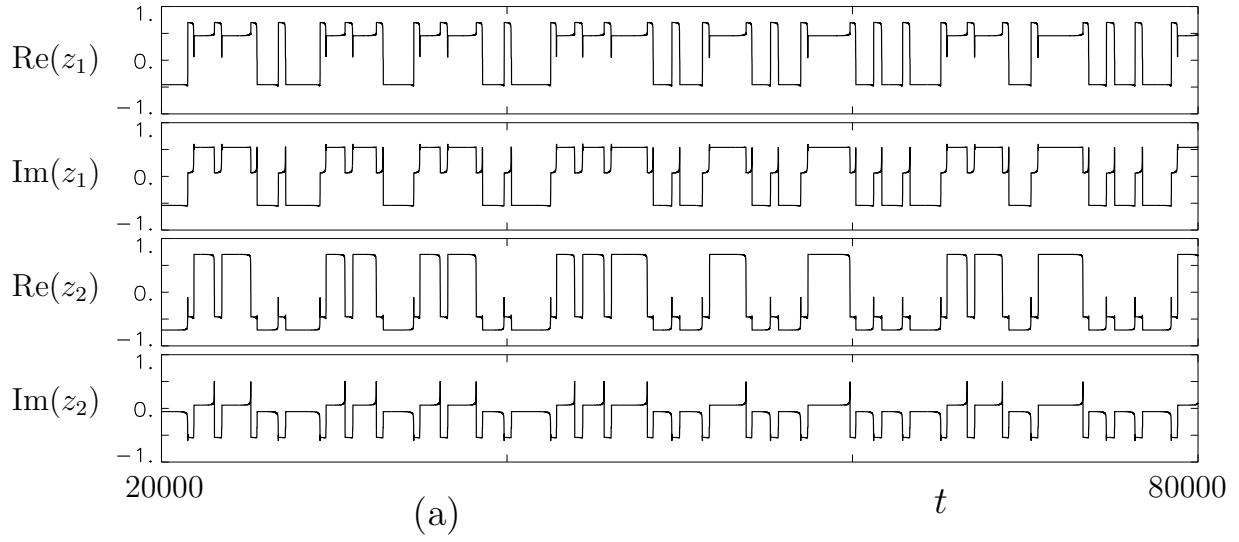 1.
Re(z₁) 0.
−1.
1.
Im(z₁) 0.
−1.
1.
Re(z₂) 0.
−1.
1.
Im(z₂) 0.
−1.
20000 t 80000
(a)